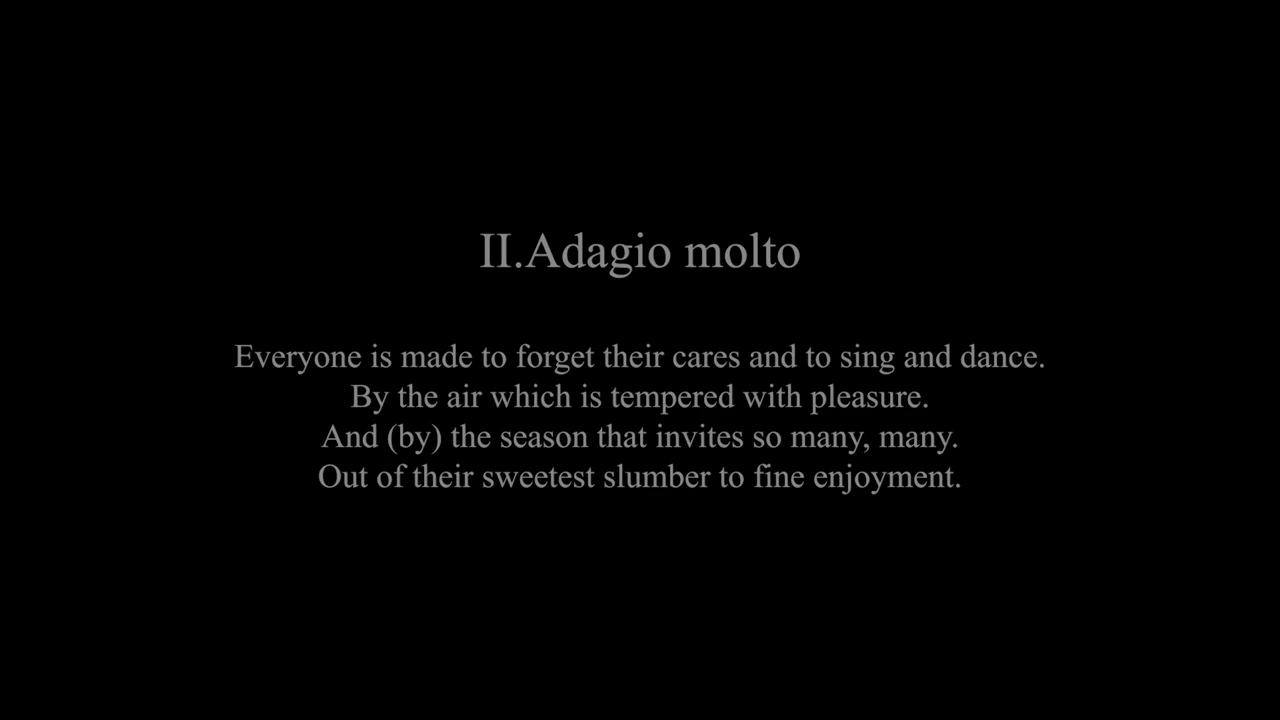 II.Adagio molto
Everyone is made to forget their cares and to sing and dance.
By the air which is tempered with pleasure.
And (by) the season that invites so many, many.
Out of their sweetest slumber to fine enjoyment.